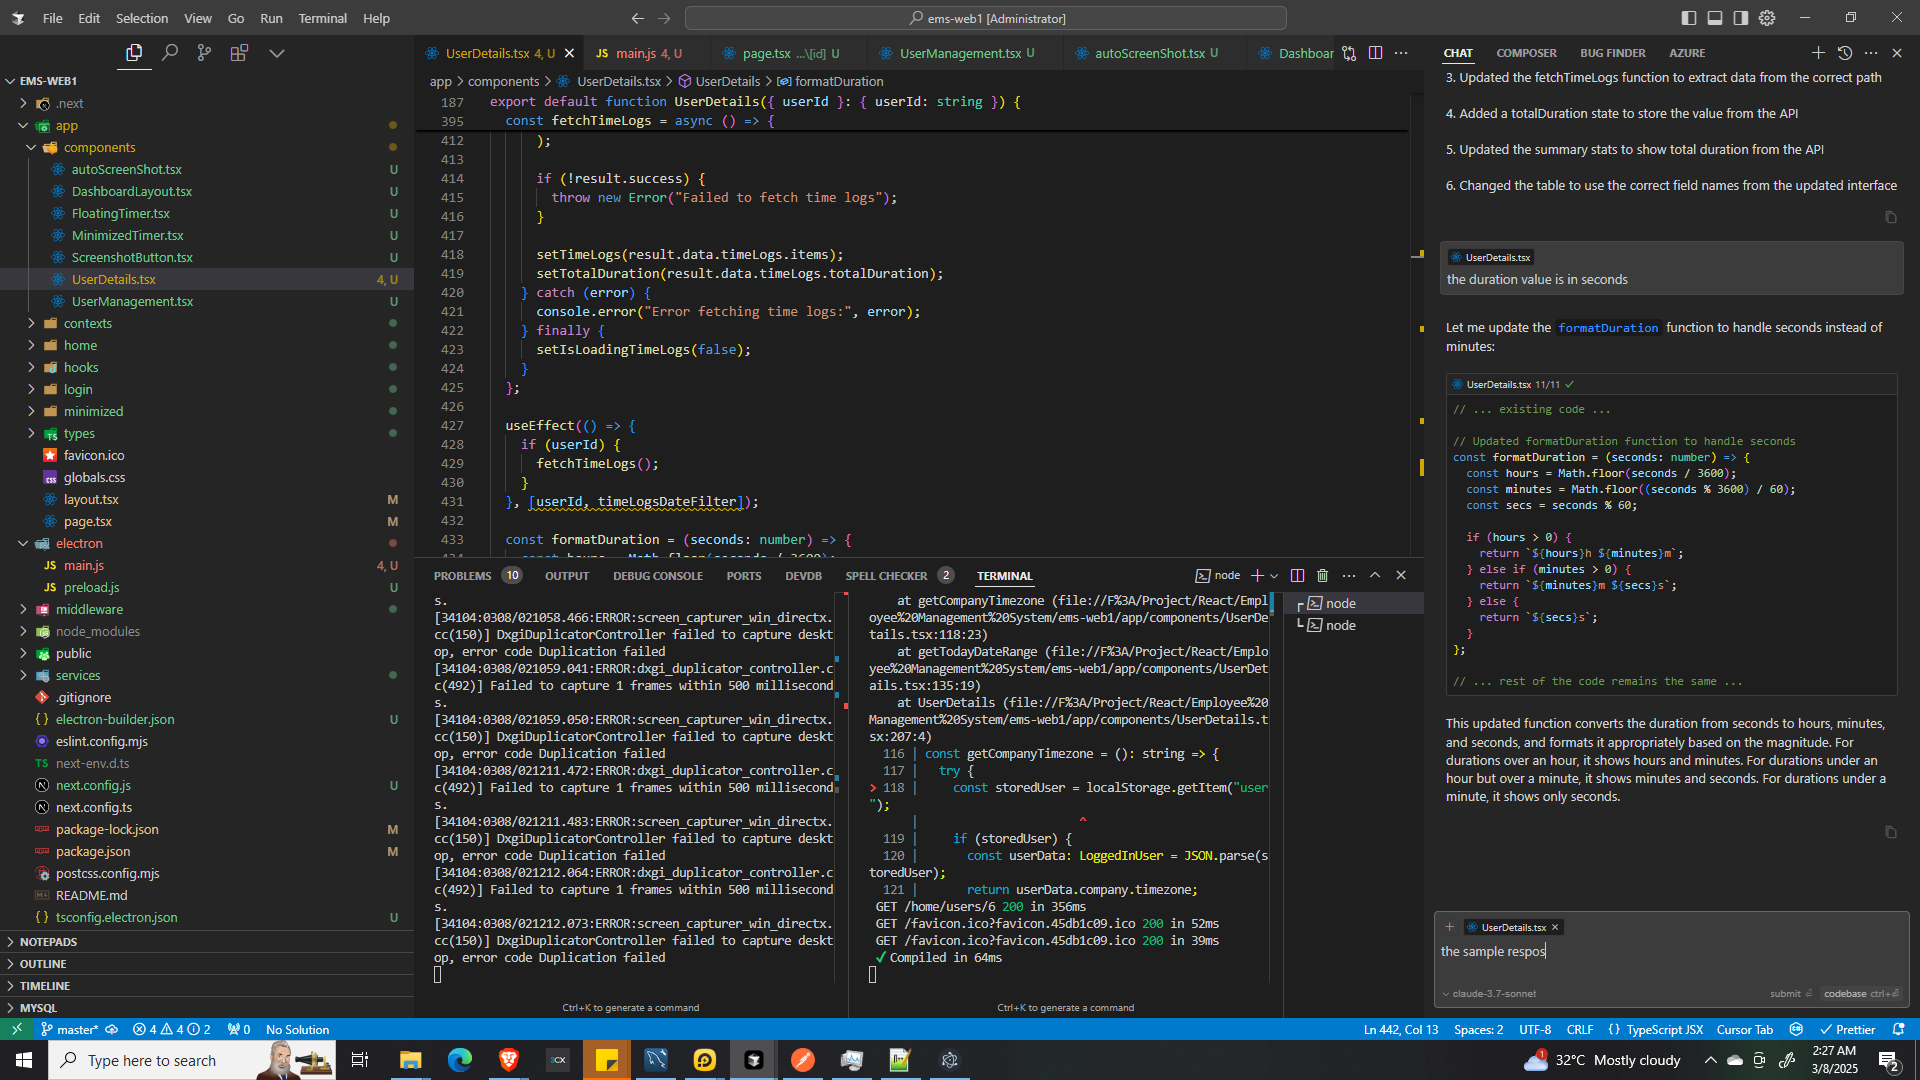 File Edit Selection View Go Run Terminal Help
ems-web1 [Administrator]
EMS-WEB1
.next
app
components
autoScreenShot.tsx U
DashboardLayout.tsx U
FloatingTimer.tsx U
MinimizedTimer.tsx U
ScreenshotButton.tsx U
UserDetails.tsx 4, U
UserManagement.tsx U
contexts
home
hooks
login
minimized
types
favicon.ico
globals.css
layout.tsx M
page.tsx M
electron
main.js 4, U
preload.js U
middleware
node_modules
public
services
.gitignore
electron-builder.json U
eslint.config.mjs
next-env.d.ts
next.config.js U
next.config.ts
package-lock.json M
package.json M
postcss.config.mjs
README.md
tsconfig.electron.json U
NOTEPADS
OUTLINE
TIMELINE
MYSQL
UserDetails.tsx 4, U main.js 4, U page.tsx ...\[id] U UserManagement.tsx U autoScreenShot.tsx U Dashboar
app > components > UserDetails.tsx > UserDetails > formatDuration
187 export default function UserDetails({ userId }: { userId: string }) {
395 const fetchTimeLogs = async () => {
412 );
413
414 if (!result.success) {
415 throw new Error("Failed to fetch time logs");
416 }
417
418 setTimeLogs(result.data.timeLogs.items);
419 setTotalDuration(result.data.timeLogs.totalDuration);
420 } catch (error) {
421 console.error("Error fetching time logs:", error);
422 } finally {
423 setIsLoadingTimeLogs(false);
424 }
425 };
426
427 useEffect(() => {
428 if (userId) {
429 fetchTimeLogs();
430 }
431 }, [userId, timeLogsDateFilter]);
432
433 const formatDuration = (seconds: number) => {
434 const hours = Math.floor(seconds / 3600);
PROBLEMS 10 OUTPUT DEBUG CONSOLE PORTS DEVDB SPELL CHECKER 2 TERMINAL node
s.
[34104:0308/021058.466:ERROR:screen_capturer_win_directx.
cc(150)] DxgiDuplicatorController failed to capture deskt
op, error code Duplication failed
[34104:0308/021059.041:ERROR:dxgi_duplicator_controller.c
c(492)] Failed to capture 1 frames within 500 millisecond
s.
[34104:0308/021059.050:ERROR:screen_capturer_win_directx.
cc(150)] DxgiDuplicatorController failed to capture deskt
op, error code Duplication failed
[34104:0308/021211.472:ERROR:dxgi_duplicator_controller.c
c(492)] Failed to capture 1 frames within 500 millisecond
s.
[34104:0308/021211.483:ERROR:screen_capturer_win_directx.
cc(150)] DxgiDuplicatorController failed to capture deskt
op, error code Duplication failed
[34104:0308/021212.064:ERROR:dxgi_duplicator_controller.c
c(492)] Failed to capture 1 frames within 500 millisecond
s.
[34104:0308/021212.073:ERROR:screen_capturer_win_directx.
cc(150)] DxgiDuplicatorController failed to capture deskt
op, error code Duplication failed
Ctrl+K to generate a command
at getCompanyTimezone (file://F%3A/Project/React/Empl
oyee%20Management%20System/ems-web1/app/components/UserDe
tails.tsx:118:23)
at getTodayDateRange (file://F%3A/Project/React/Emplo
yee%20Management%20System/ems-web1/app/components/UserDet
ails.tsx:135:19)
at UserDetails (file://F%3A/Project/React/Employee%20
Management%20System/ems-web1/app/components/UserDetails.t
sx:207:4)
116 | const getCompanyTimezone = (): string => {
117 | try {
> 118 | const storedUser = localStorage.getItem("user
");
| ^
119 | if (storedUser) {
120 | const userData: LoggedInUser = JSON.parse(s
toredUser);
121 | return userData.company.timezone;
GET /home/users/6 200 in 356ms
GET /favicon.ico?favicon.45db1c09.ico 200 in 52ms
GET /favicon.ico?favicon.45db1c09.ico 200 in 39ms
✓ Compiled in 64ms
Ctrl+K to generate a command
node
node
CHAT COMPOSER BUG FINDER AZURE
3. Updated the fetchTimeLogs function to extract data from the correct path
4. Added a totalDuration state to store the value from the API
5. Updated the summary stats to show total duration from the API
6. Changed the table to use the correct field names from the updated interface
UserDetails.tsx
the duration value is in seconds
Let me update the formatDuration function to handle seconds instead of
minutes:
UserDetails.tsx 11/11 ✓
// ... existing code ...
// Updated formatDuration function to handle seconds
const formatDuration = (seconds: number) => {
const hours = Math.floor(seconds / 3600);
const minutes = Math.floor((seconds % 3600) / 60);
const secs = seconds % 60;
if (hours > 0) {
return `${hours}h ${minutes}m`;
} else if (minutes > 0) {
return `${minutes}m ${secs}s`;
} else {
return `${secs}s`;
}
};
// ... rest of the code remains the same ...
This updated function converts the duration from seconds to hours, minutes,
and seconds, and formats it appropriately based on the magnitude. For
durations over an hour, it shows hours and minutes. For durations under an
hour but over a minute, it shows minutes and seconds. For durations under a
minute, it shows only seconds.
UserDetails.tsx
the sample respos
claude-3.7-sonnet submit codebase ctrl+⏎
master* 4 4 2 0 No Solution Ln 442, Col 13 Spaces: 2 UTF-8 CRLF {} TypeScript JSX Cursor Tab Prettier
Type here to search 1 32°C Mostly cloudy 2:27 AM
3/8/2025 2